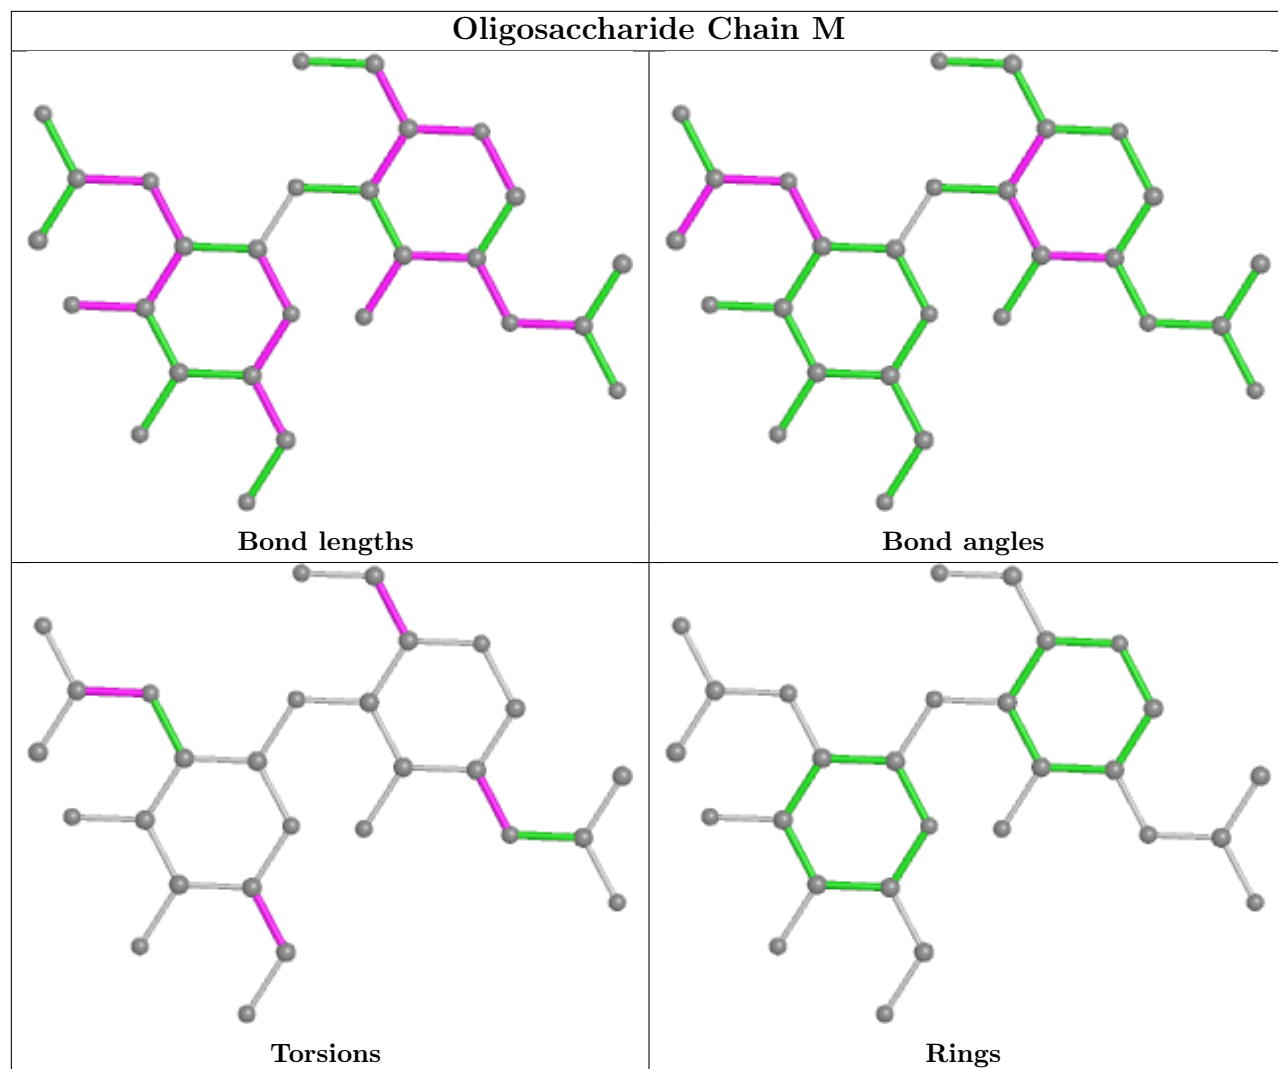 Oligosaccharide Chain M
Bond lengths
Bond angles
Torsions
Rings